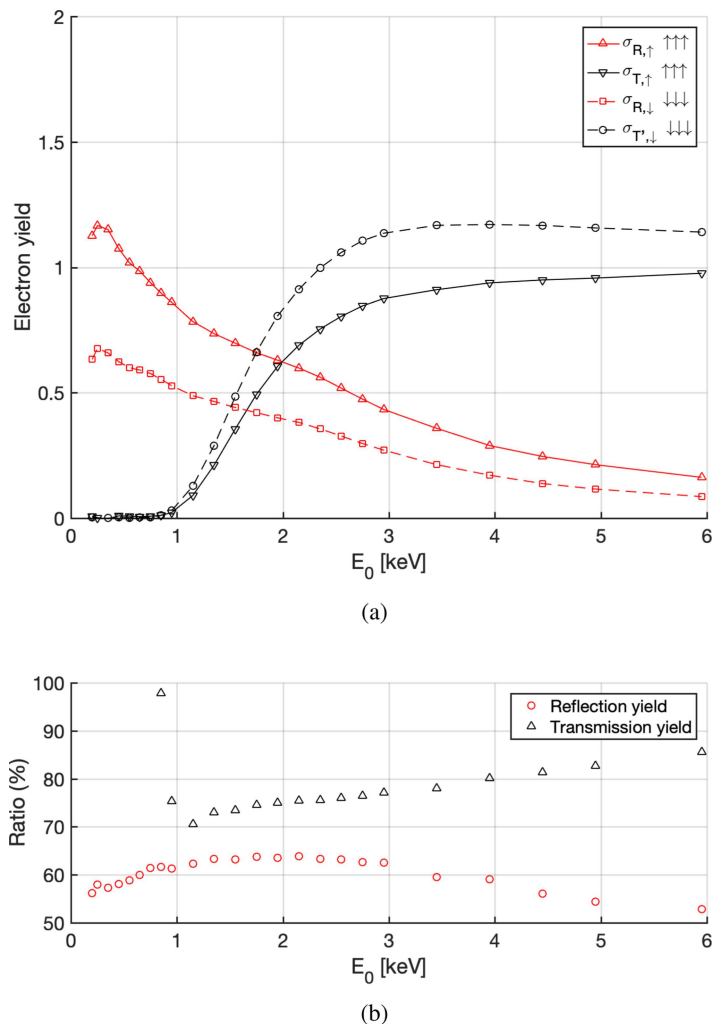 2
1.5
1
0.5
0
Electron yield
σR,↑ ↑↑↑
σT,↑ ↑↑↑
σR,↓ ↓↓↓
σT',↓ ↓↓↓
0 1 2 3 4 5 6
E_0 [keV]
(a)
100
90
80
70
60
50
Ratio (%)
Reflection yield
Transmission yield
0 1 2 3 4 5 6
E_0 [keV]
(b)